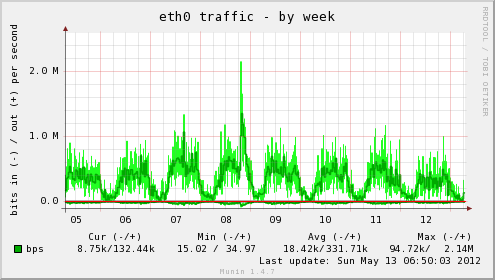 eth0 traffic - by week
RRDTOOL / TOBI OETIKER
bits in (-) / out (+) per second
2.0 M
1.0 M
0.0
05 06 07 08 09 10 11 12
Cur (-/+) Min (-/+) Avg (-/+) Max (-/+)
bps 8.75k/132.44k 15.02 / 34.97 18.42k/331.71k 94.72k/ 2.14M
Last update: Sun May 13 06:50:03 2012
Munin 1.4.7